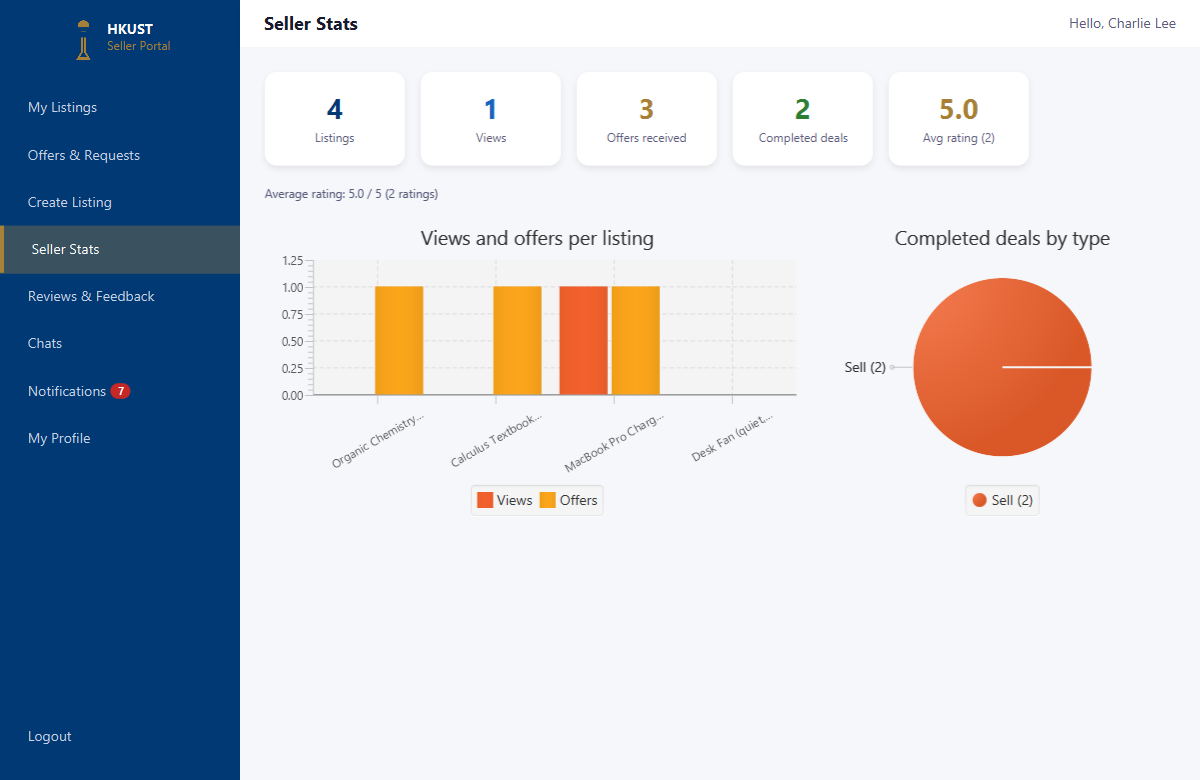 HKUST
Seller Portal
My Listings
Offers & Requests
Create Listing
Seller Stats
Reviews & Feedback
Chats
Notifications 7
My Profile
Logout
Seller Stats
Hello, Charlie Lee
4
Listings
1
Views
3
Offers received
2
Completed deals
5.0
Avg rating (2)
Average rating: 5.0 / 5 (2 ratings)
Views and offers per listing
1.25
1.00
0.75
0.50
0.25
0.00
Organic Chemistry...
Calculus Textbook...
MacBook Pro Charg...
Desk Fan (quiet,...
Views Offers
Completed deals by type
Sell (2)
Sell (2)